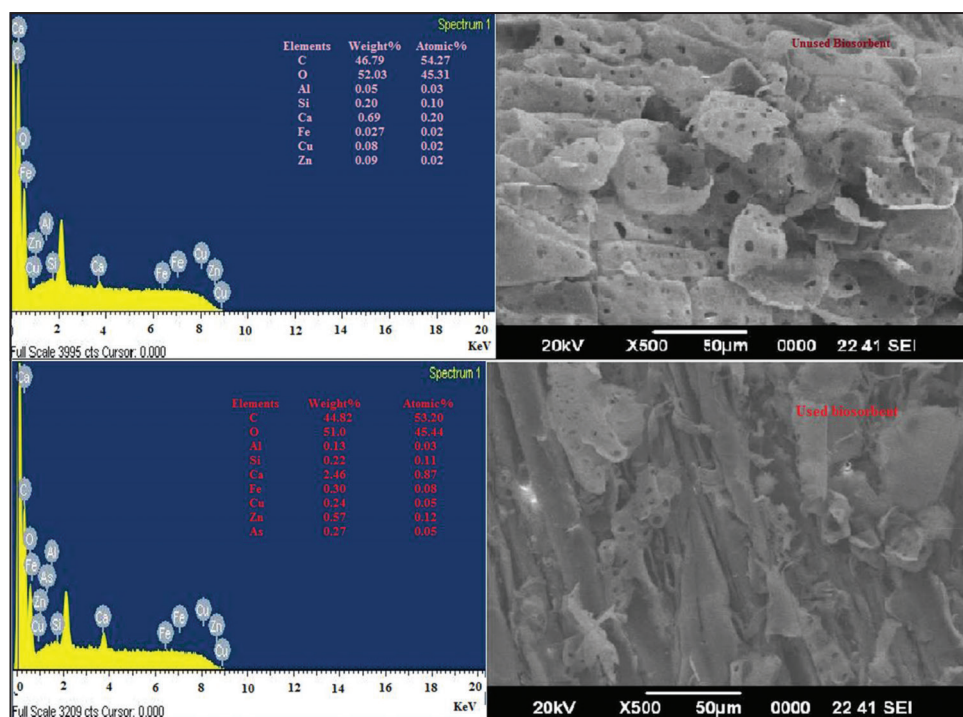 Spectrum 1
Elements Weight% Atomic%
C 46.79 54.27
O 52.03 45.31
Al 0.05 0.03
Si 0.20 0.10
Ca 0.69 0.20
Fe 0.027 0.02
Cu 0.08 0.02
Zn 0.09 0.02
Ca
C
O
Fe
Al
Zn
Cu
Si
Ca
Fe
Fe
Cu
Zn
Cu
0 2 4 6 8 10 12 14 16 18 20
Full Scale 3995 cts Cursor: 0.000
KeV
Unused Biosorbent
20kV X500 50µm 0000 22 41 SEI
Spectrum 1
Elements Weight% Atomic%
C 44.82 53.20
O 51.0 45.44
Al 0.13 0.03
Si 0.22 0.11
Ca 2.46 0.87
Fe 0.30 0.08
Cu 0.24 0.05
Zn 0.57 0.12
As 0.27 0.05
Ca
C
O
Fe
Al
As
Zn
Cu
Si
Ca
Fe
Fe
Cu
Zn
Cu
0 2 4 6 8 10 12 14 16 18 20
Full Scale 3209 cts Cursor: 0.000
KeV
Used biosorbent
20kV X500 50µm 0000 22 41 SEI